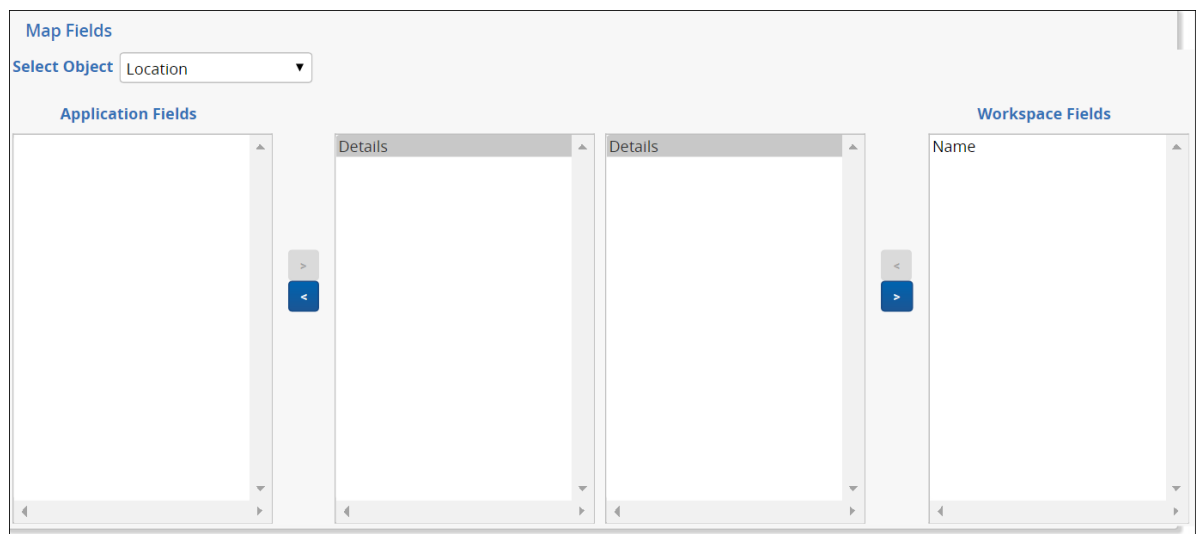 Map Fields
Select Object Location
Application Fields Workspace Fields
Details Details Name
> <
< >